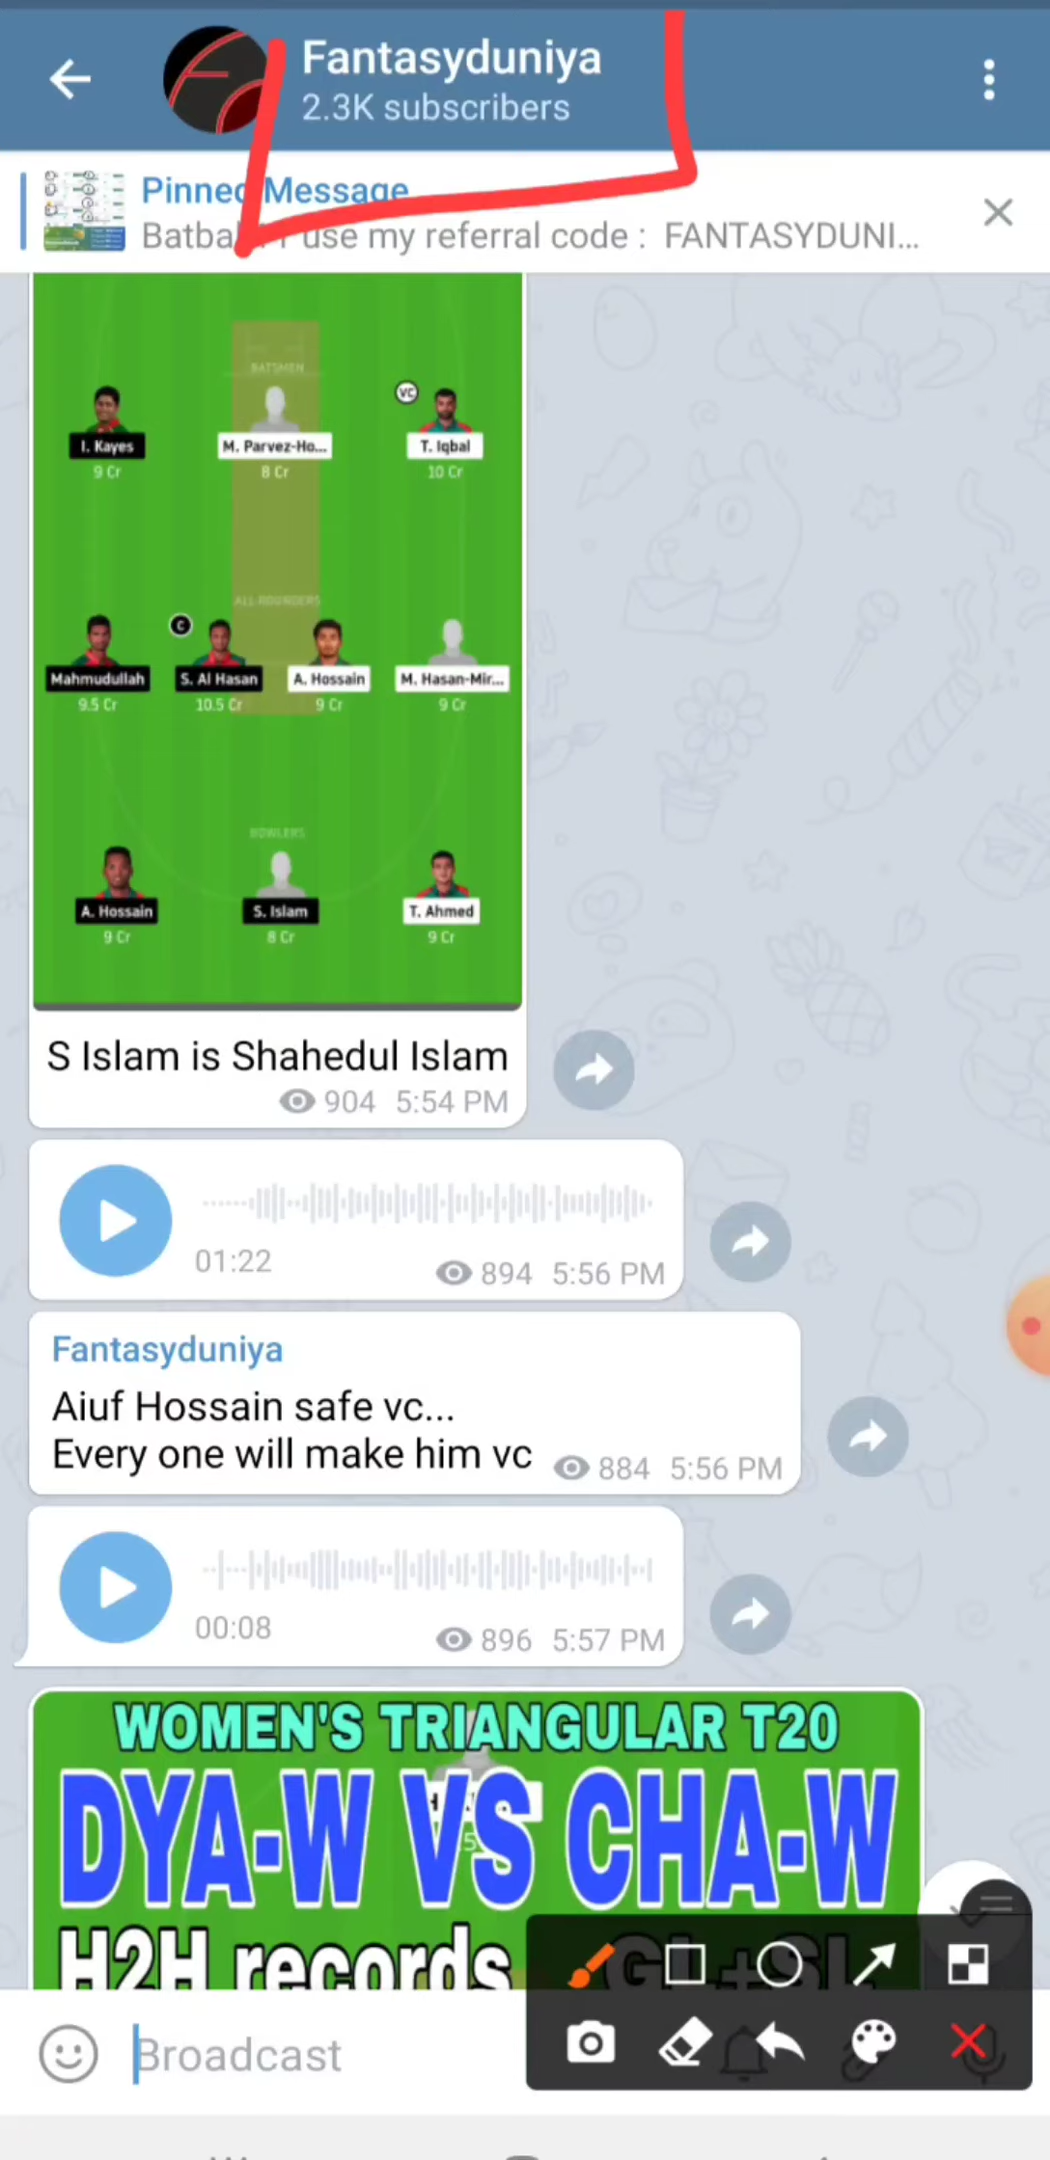 Fantasyduniya
2.3K subscribers
Pinned Message
use my referral code : FANTASYDUNI...
BATSMEN
VC
I. Kayes
M. Parvez-Ho...
T. Iqbal
9 Cr
8 Cr
10 Cr
ALL-ROUNDERS
C
Mahmudullah
S. Al Hasan
A. Hossain
M. Hasan-Mir...
9.5 Cr
10.5 Cr
9 Cr
9 Cr
BOWLERS
A. Hossain
S. Islam
T. Ahmed
9 Cr
8 Cr
9 Cr
S Islam is Shahedul Islam
904 5:54 PM
01:22
894 5:56 PM
Fantasyduniya
Aiuf Hossain safe vc...
Every one will make him vc
884 5:56 PM
00:08
896 5:57 PM
WOMEN'S TRIANGULAR T20
DYA-W VS CHA-W
H2H records
GL+SL
Broadcast